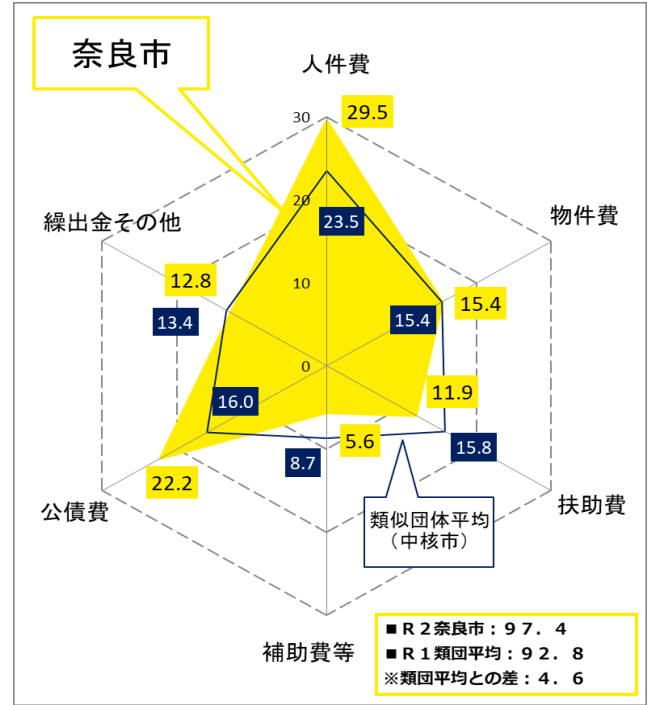 奈良市
人件費
30
29.5
物件費
繰出金その他
20
23.5
12.8
13.4
10
15.4
15.4
0
16.0
11.9
15.8
22.2
5.6
8.7
公債費
扶助費
類似団体平均
（中核市）
補助費等
■Ｒ２奈良市：９７．４
■Ｒ１類団平均：９２．８
※類団平均との差：４．６